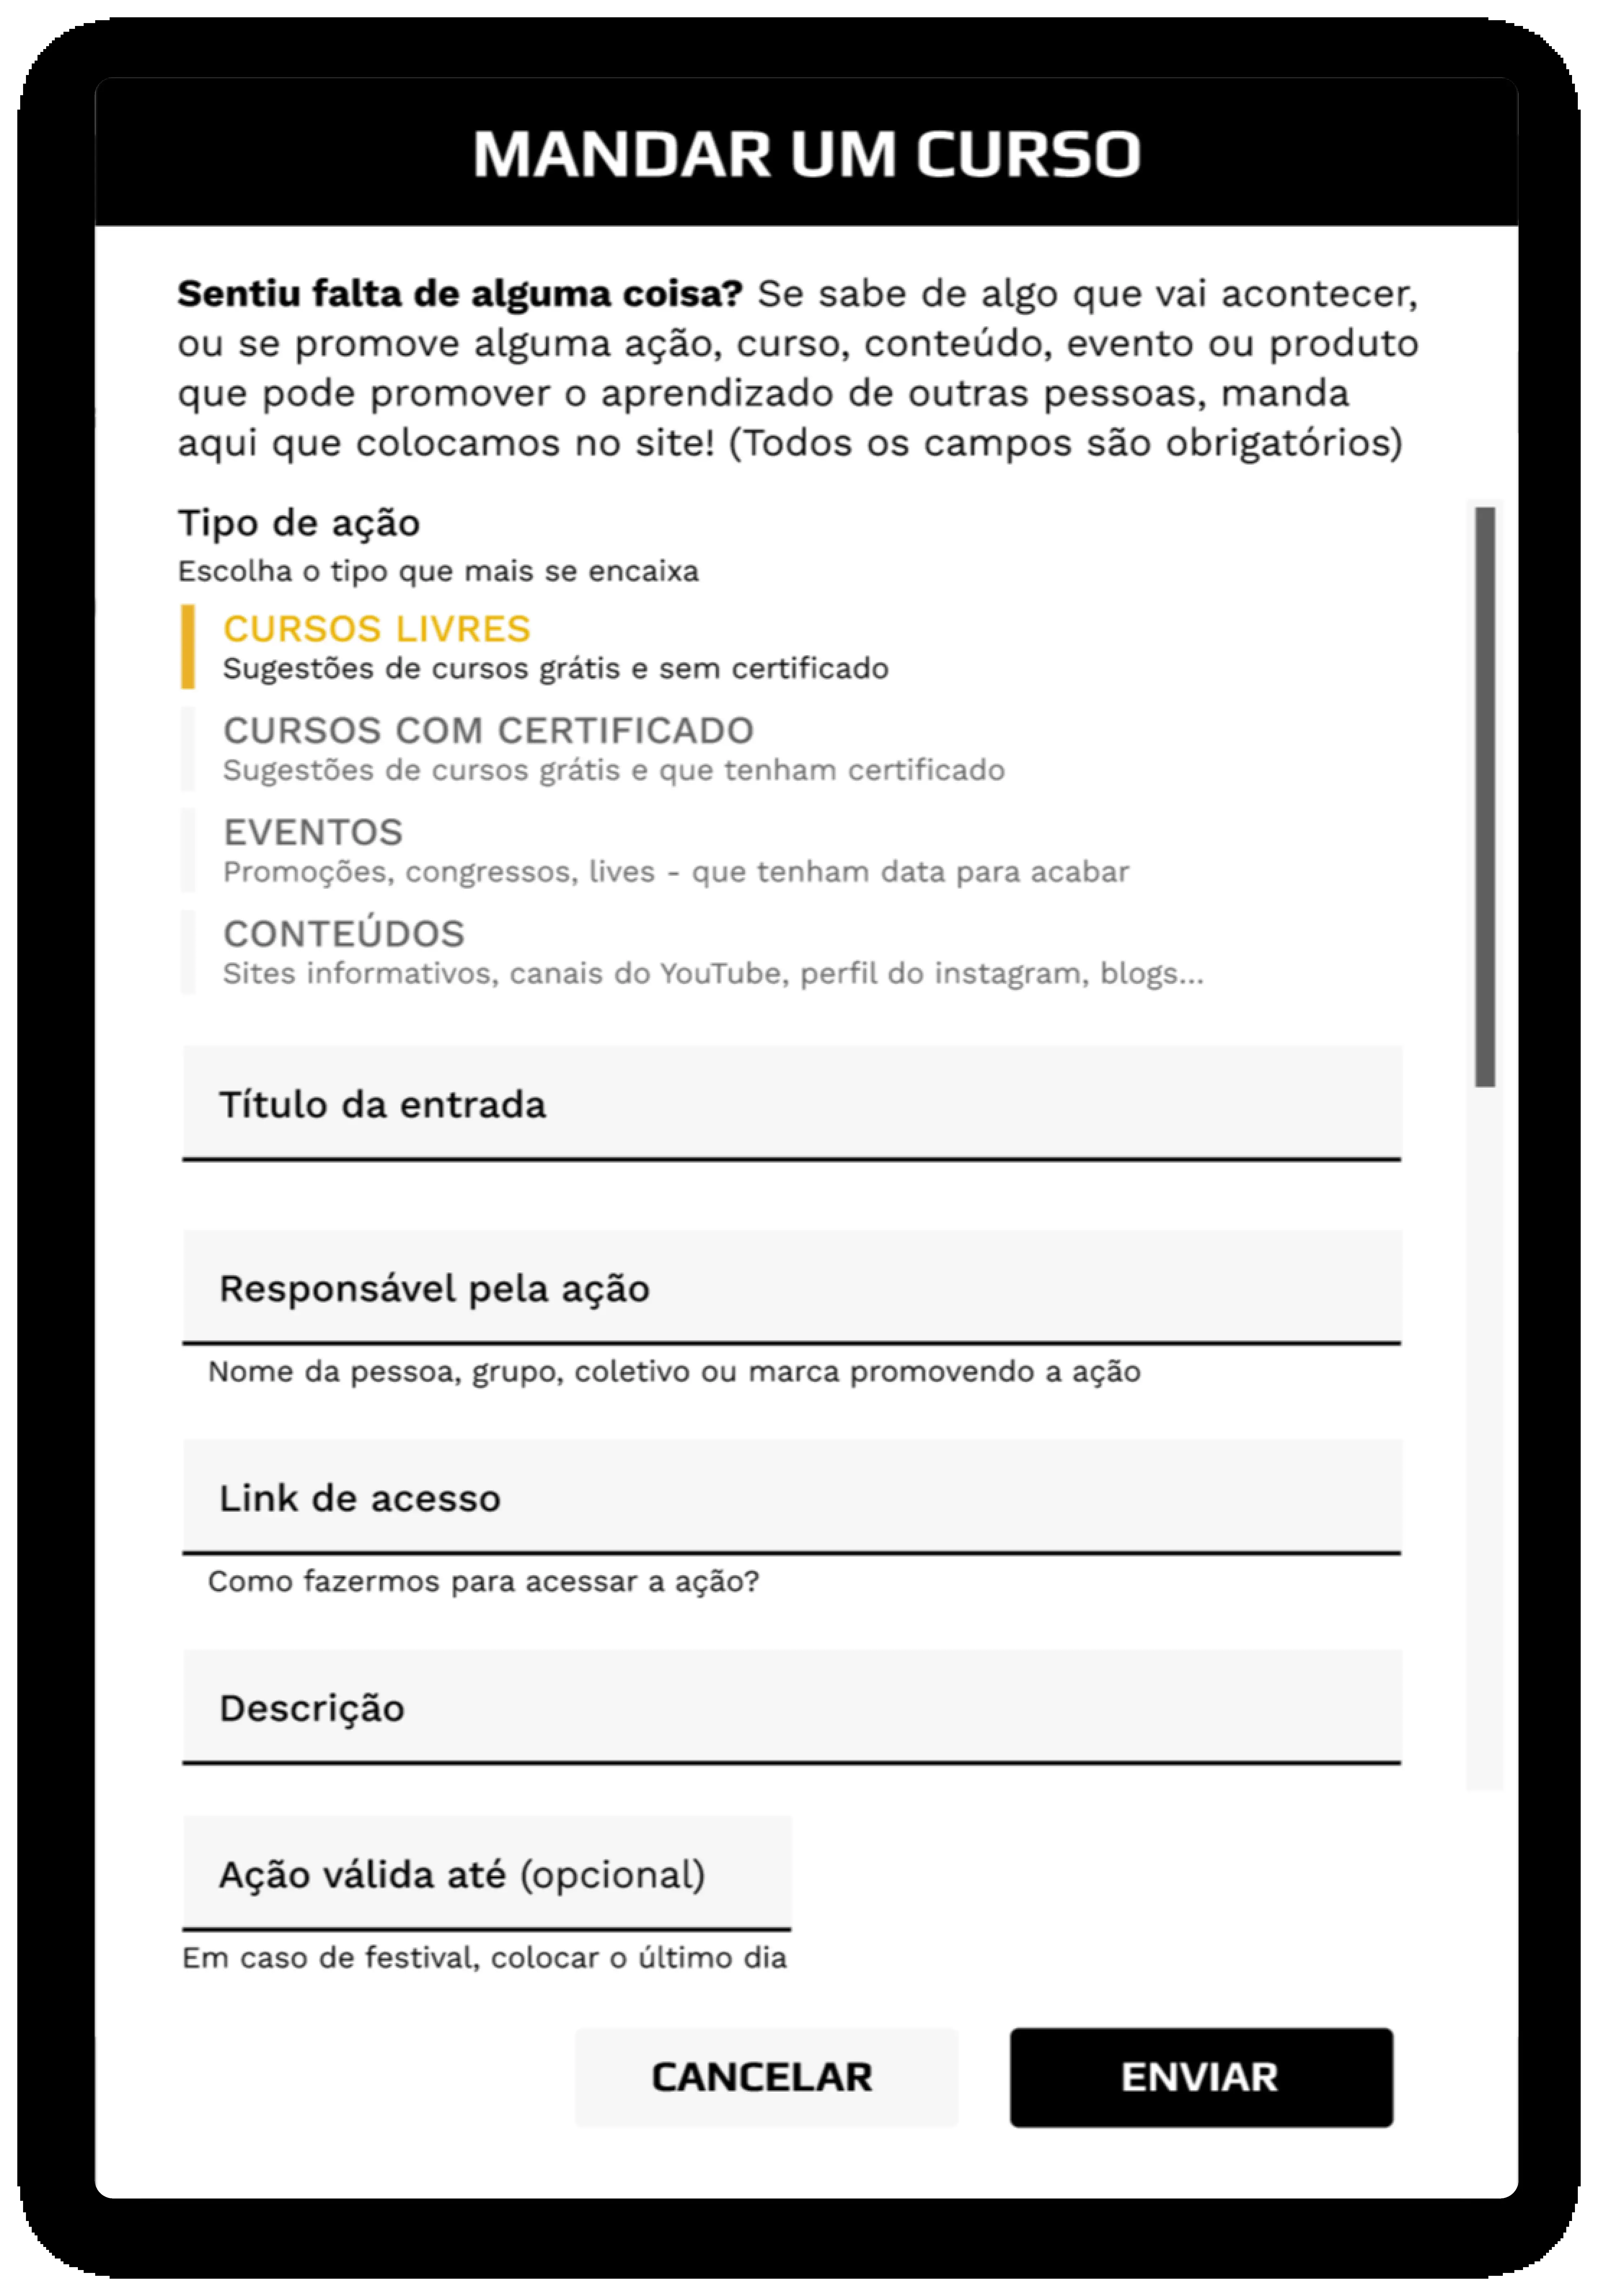 MANDAR UM CURSO
Sentiu falta de alguma coisa? Se sabe de algo que vai acontecer,
ou se promove alguma ação, curso, conteúdo, evento ou produto
que pode promover o aprendizado de outras pessoas, manda
aqui que colocamos no site! (Todos os campos são obrigatórios)
Tipo de ação
Escolha o tipo que mais se encaixa
CURSOS LIVRES
Sugestões de cursos grátis e sem certificado
CURSOS COM CERTIFICADO
Sugestões de cursos grátis e que tenham certificado
EVENTOS
Promoções, congressos, lives - que tenham data para acabar
CONTEÚDOS
Sites informativos, canais do YouTube, perfil do instagram, blogs...
Título da entrada
Responsável pela ação
Nome da pessoa, grupo, coletivo ou marca promovendo a ação
Link de acesso
Como fazermos para acessar a ação?
Descrição
Ação válida até (opcional)
Em caso de festival, colocar o último dia
CANCELAR ENVIAR